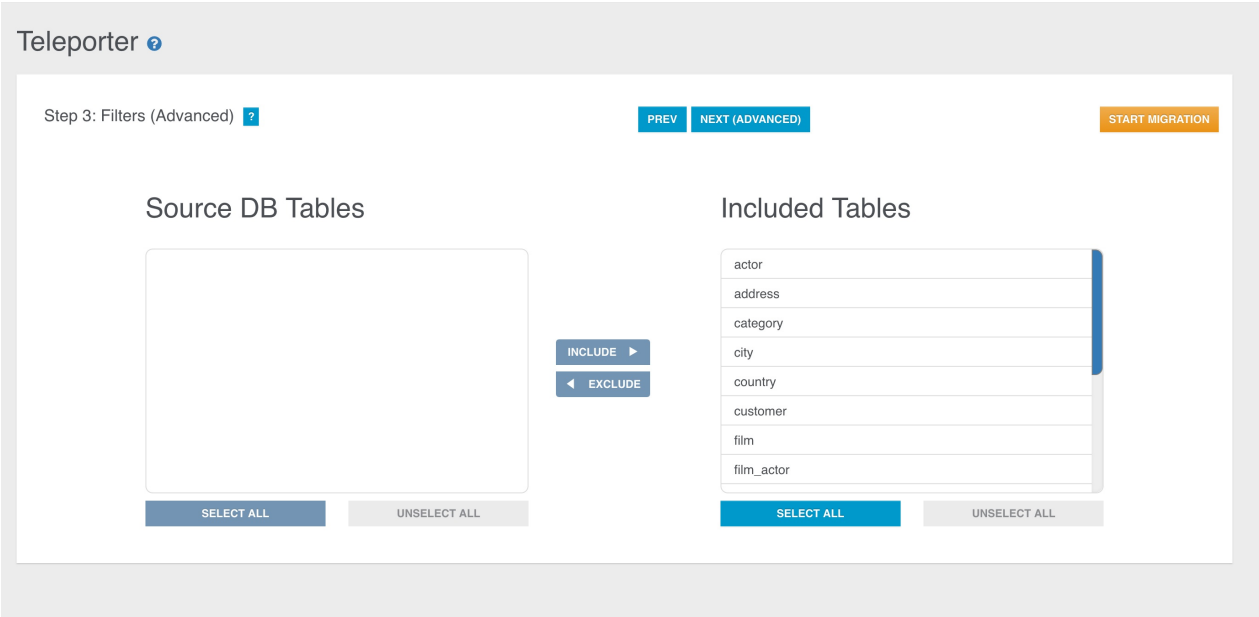 Teleporter ?
Step 3: Filters (Advanced) ?
PREV NEXT (ADVANCED)
START MIGRATION
Source DB Tables
Included Tables
actor
address
category
city
country
customer
film
film_actor
INCLUDE
EXCLUDE
SELECT ALL
UNSELECT ALL
SELECT ALL
UNSELECT ALL